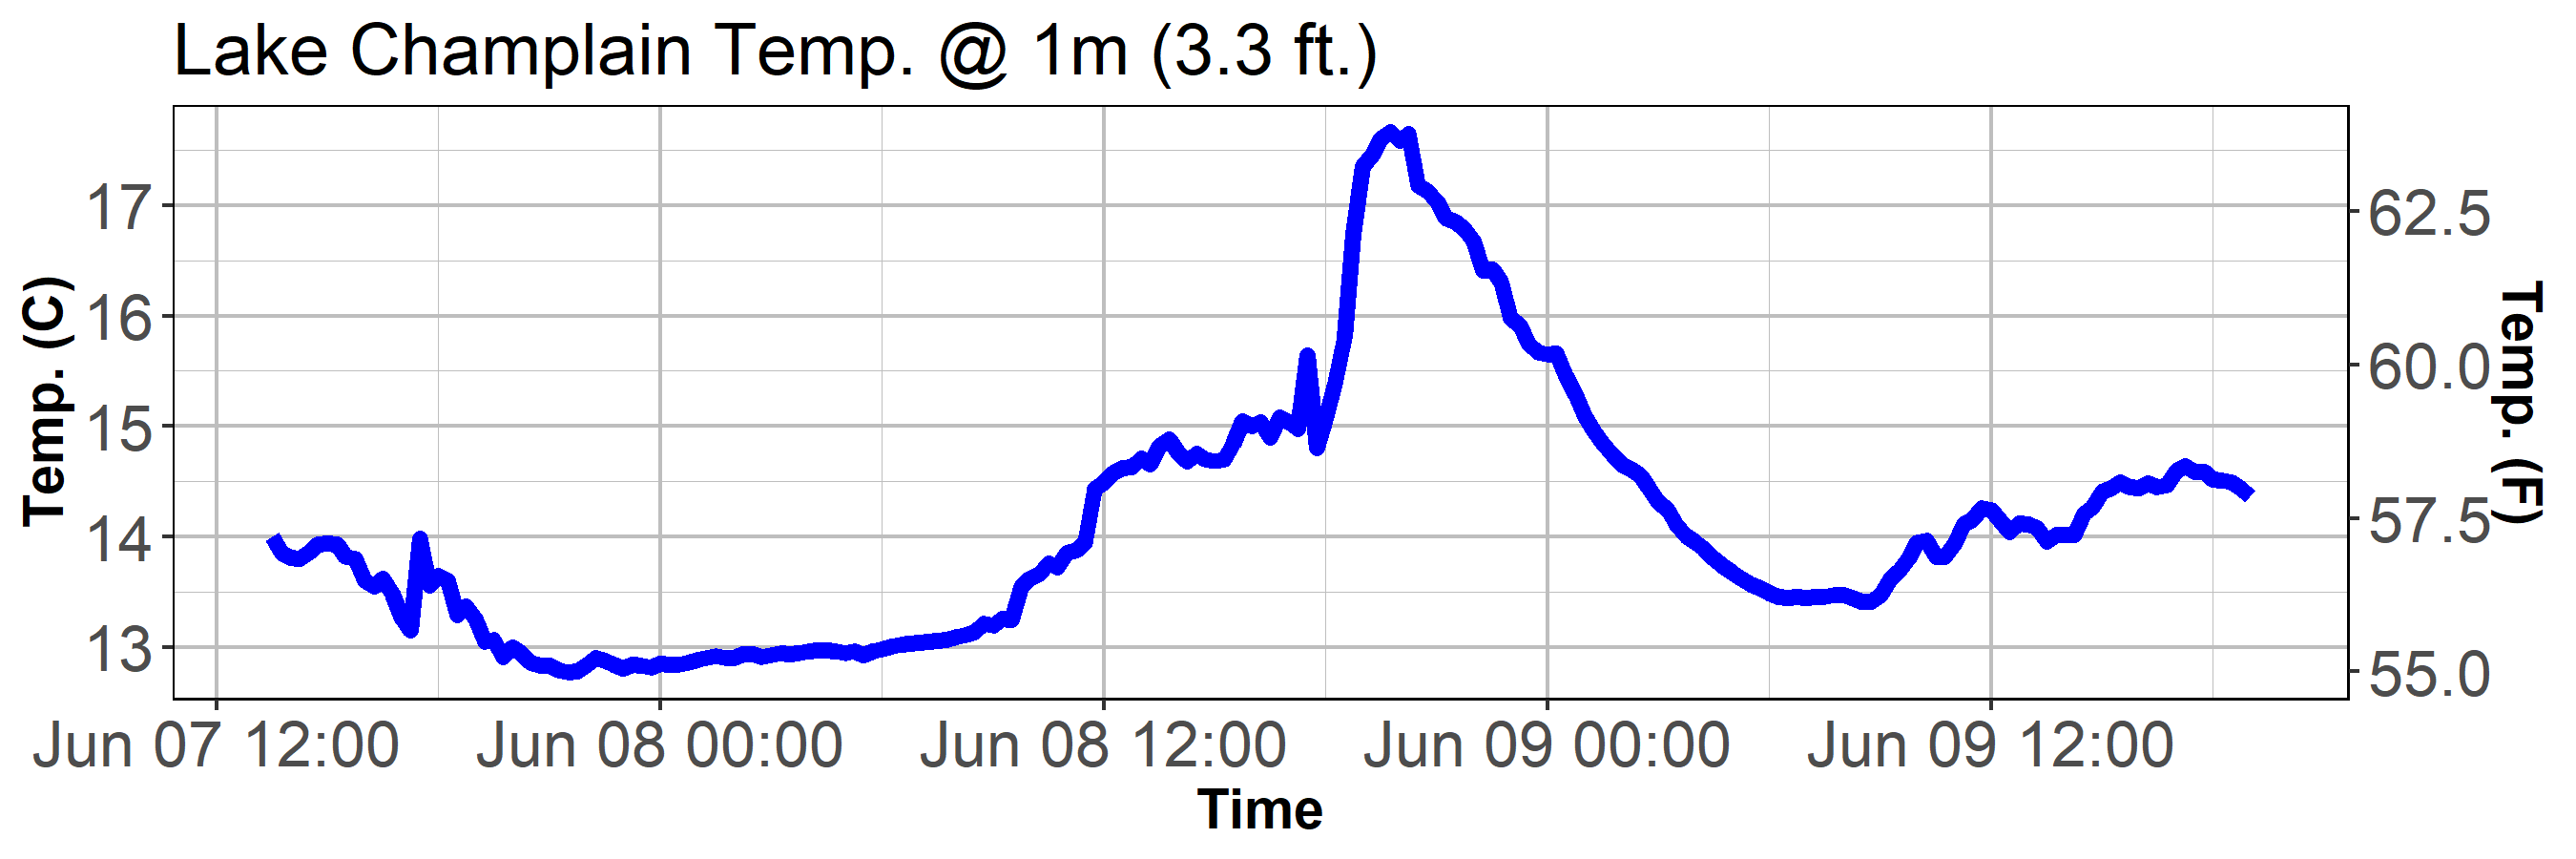 Lake Champlain Temp. @ 1m (3.3 ft.)
Temp. (C)
17
16
15
14
13
62.5
60.0
57.5
55.0
Temp. (F)
Jun 07 12:00 Jun 08 00:00 Jun 08 12:00 Jun 09 00:00 Jun 09 12:00
Time